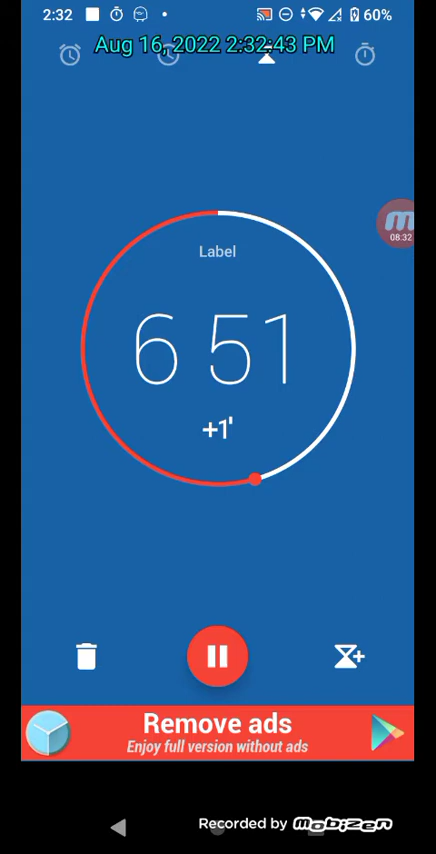 2:32 60%
Aug 16, 2022 2:32:43 PM
08:32
Label
6 51
+1'
Remove ads
Enjoy full version without ads
Recorded by mobizen